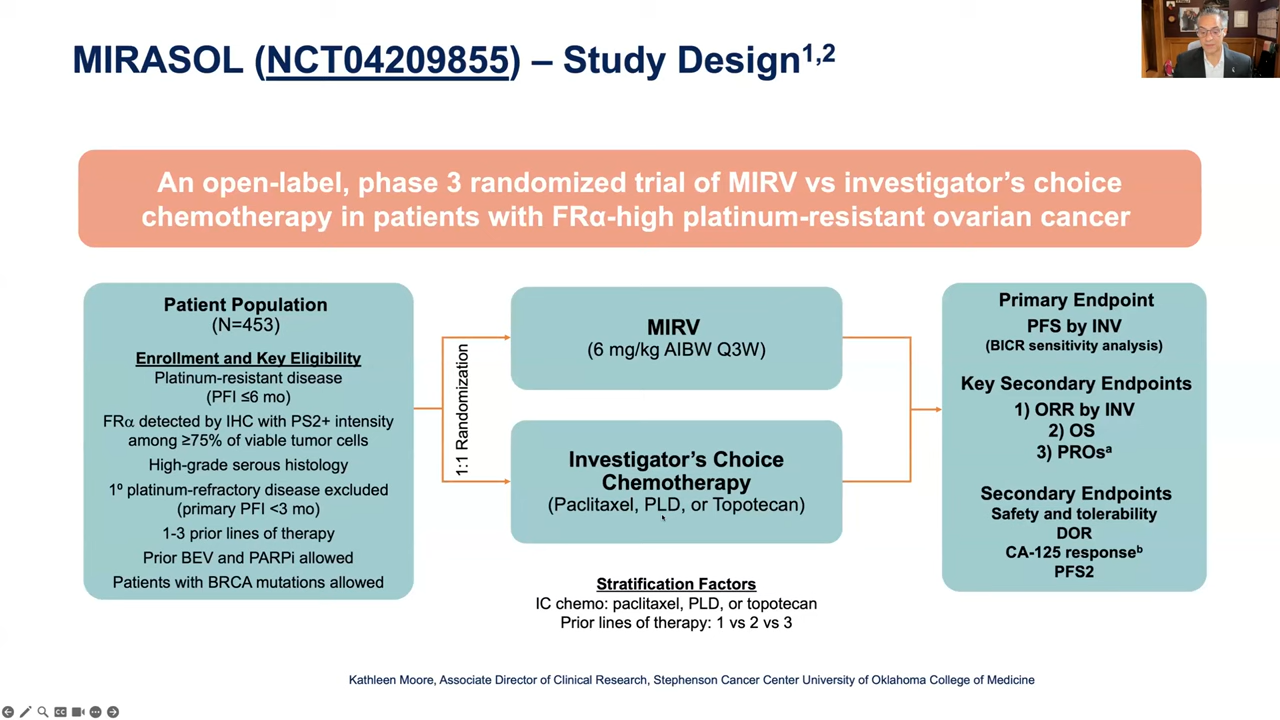 MIRASOL (NCT04209855) – Study Design1,2
An open-label, phase 3 randomized trial of MIRV vs investigator’s choice
chemotherapy in patients with FRα-high platinum-resistant ovarian cancer
Patient Population
(N=453)
Enrollment and Key Eligibility
Platinum-resistant disease
(PFI ≤6 mo)
FRα detected by IHC with PS2+ intensity
among ≥75% of viable tumor cells
High-grade serous histology
1º platinum-refractory disease excluded
(primary PFI <3 mo)
1-3 prior lines of therapy
Prior BEV and PARPi allowed
Patients with BRCA mutations allowed
1:1 Randomization
MIRV
(6 mg/kg AIBW Q3W)
Investigator’s Choice
Chemotherapy
(Paclitaxel, PLD, or Topotecan)
Stratification Factors
IC chemo: paclitaxel, PLD, or topotecan
Prior lines of therapy: 1 vs 2 vs 3
Primary Endpoint
PFS by INV
(BICR sensitivity analysis)
Key Secondary Endpoints
1) ORR by INV
2) OS
3) PROsa
Secondary Endpoints
Safety and tolerability
DOR
CA-125 responseb
PFS2
Kathleen Moore, Associate Director of Clinical Research, Stephenson Cancer Center University of Oklahoma College of Medicine
CC